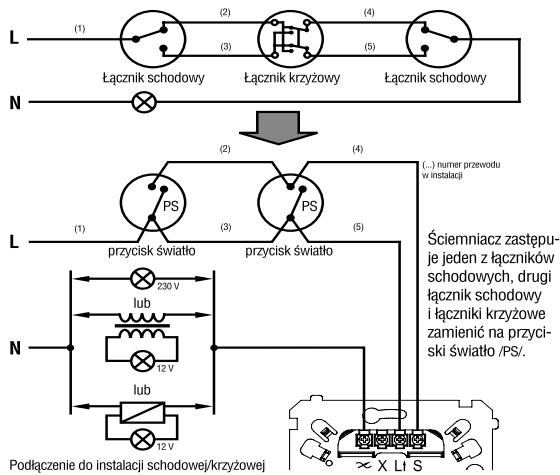 (1)
(2)
(4)
L
(3)
(5)
Łącznik schodowy
Łącznik krzyżowy
Łącznik schodowy
N
(2)
(4)
(...) numer przewodu
w instalacji
PS
PS
(1)
(3)
(5)
L
przycisk światło
przycisk światło
Ściemniacz zastępu-
je jeden z łączników
schodowych, drugi
łącznik schodowy
i łączniki krzyżowe
zamienić na przyci-
ski światło /PS/.
230 V
lub
N
12 V
lub
12 V
X Lt S
Podłączenie do instalacji schodowej/krzyżowej